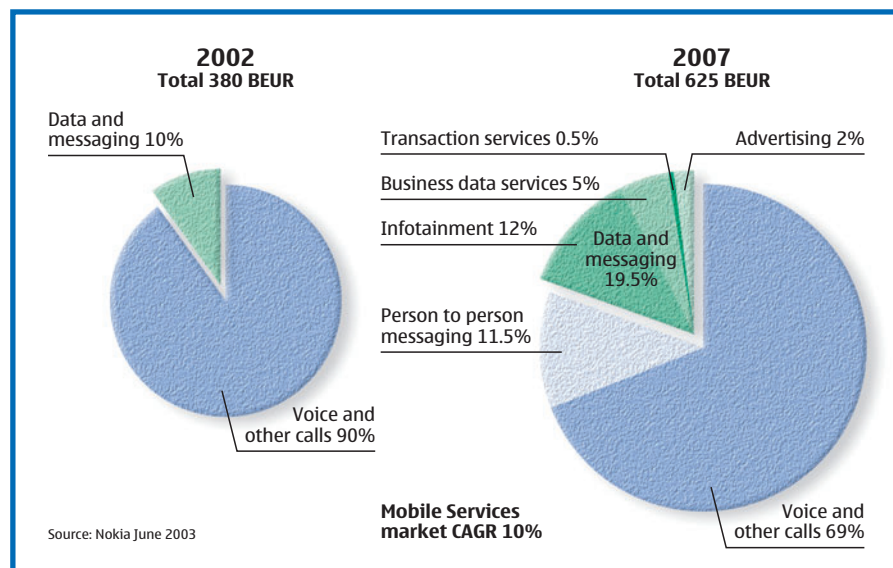 2002
Total 380 BEUR
Data and
messaging 10%
Voice and
other calls 90%
Source: Nokia June 2003
2007
Total 625 BEUR
Transaction services 0.5%
Advertising 2%
Business data services 5%
Infotainment 12%
Data and
messaging
19.5%
Person to person
messaging 11.5%
Voice and
other calls 69%
Mobile Services
market CAGR 10%